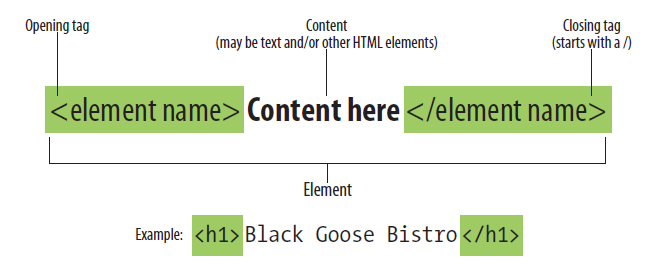 Opening tag
Content
(may be text and/or other HTML elements)
Closing tag
(starts with a /)
<element name> Content here </element name>
Element
Example: <h1>Black Goose Bistro</h1>